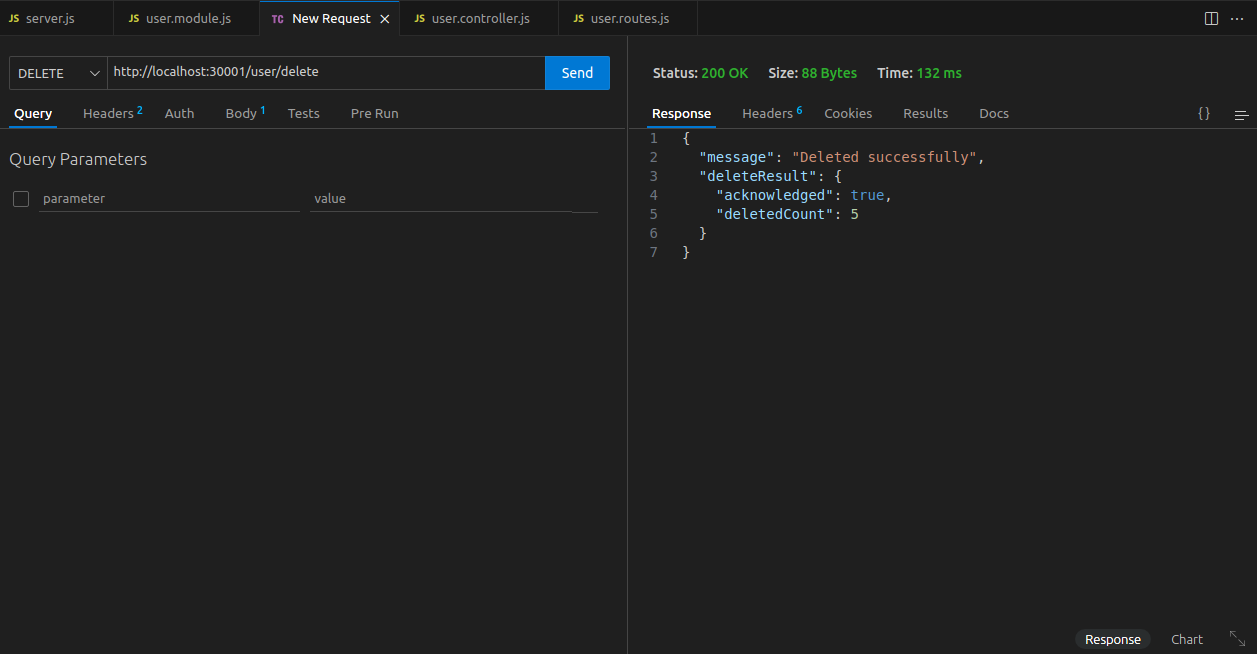 JS server.js JS user.module.js TC New Request JS user.controller.js JS user.routes.js
DELETE http://localhost:30001/user/delete Send
Query Headers 2 Auth Body 1 Tests Pre Run
Query Parameters
parameter value
Status: 200 OK Size: 88 Bytes Time: 132 ms
Response Headers 6 Cookies Results Docs {}
1 {
2 "message": "Deleted successfully",
3 "deleteResult": {
4 "acknowledged": true,
5 "deletedCount": 5
6 }
7 }
Response Chart